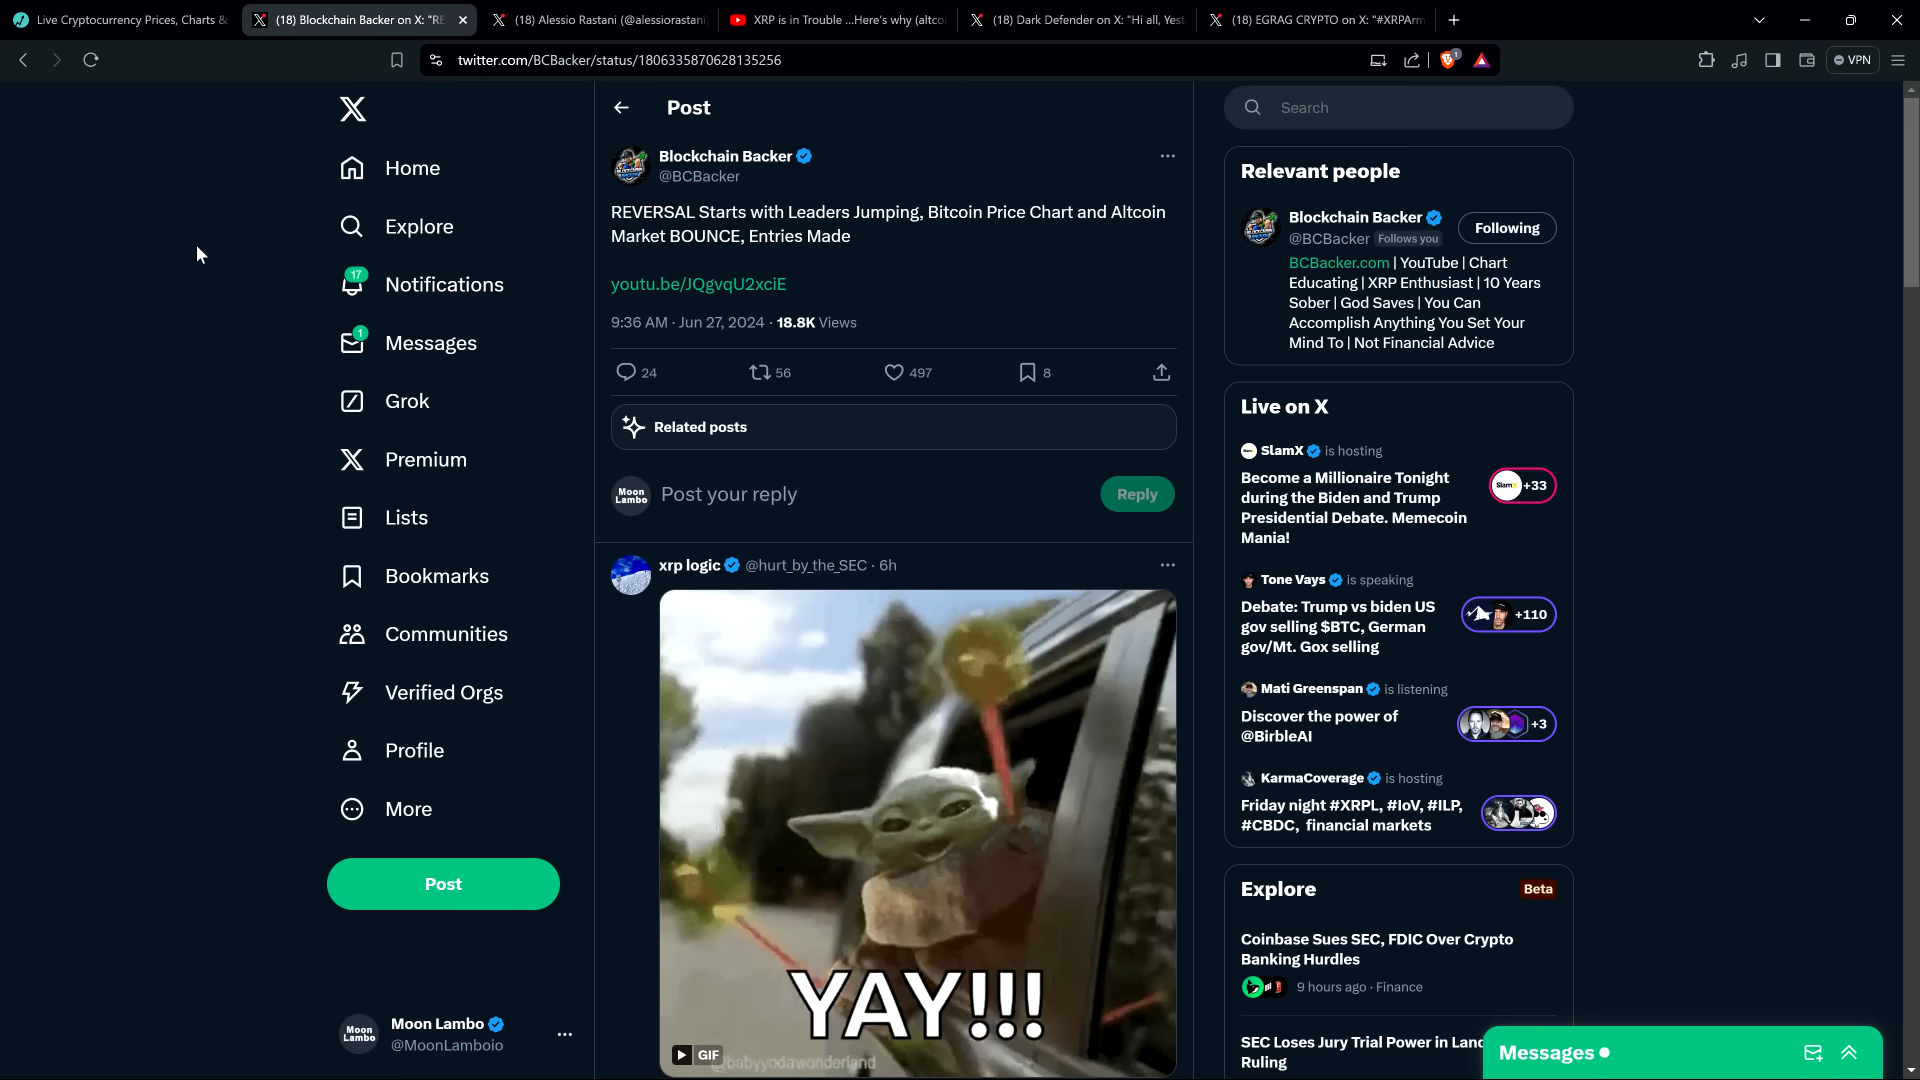 Live Cryptocurrency Prices, Charts &
(18) Blockchain Backer on X: "RE
(18) Alessio Rastani (@alessiorastani)
XRP is in Trouble ...Here's why (altco
(18) Dark Defender on X: "Hi all, Yest
(18) EGRAG CRYPTO on X: "#XRPArm
twitter.com/BCBacker/status/1806335870628135256
1
VPN
Home
Explore
17
Notifications
1
Messages
Grok
Premium
Lists
Bookmarks
Communities
Verified Orgs
Profile
More
Post
Moon Lambo
Moon Lambo
@MoonLamboio
Post
Blockchain Backer
@BCBacker
REVERSAL Starts with Leaders Jumping, Bitcoin Price Chart and Altcoin
Market BOUNCE, Entries Made
youtu.be/JQgvqU2xciE
9:36 AM · Jun 27, 2024 · 18.8K Views
24 56 497 8
Related posts
Moon Lambo
Post your reply
Reply
xrp logic @hurt_by_the_SEC · 6h
YAY!!!
GIF
@babyyodawonderland
Search
Relevant people
Blockchain Backer
@BCBacker Follows you
Following
BCBacker.com | YouTube | Chart
Educating | XRP Enthusiast | 10 Years
Sober | God Saves | You Can
Accomplish Anything You Set Your
Mind To | Not Financial Advice
Live on X
SlamX is hosting
Become a Millionaire Tonight
during the Biden and Trump
Presidential Debate. Memecoin
Mania!
SlamX
+33
Tone Vays is speaking
Debate: Trump vs biden US
gov selling $BTC, German
gov/Mt. Gox selling
+110
Mati Greenspan is listening
Discover the power of
@BirbleAI
+3
KarmaCoverage is hosting
Friday night #XRPL, #IoV, #ILP,
#CBDC, financial markets
Explore
Beta
Coinbase Sues SEC, FDIC Over Crypto
Banking Hurdles
9 hours ago · Finance
SEC Loses Jury Trial Power in Land
Ruling
Messages